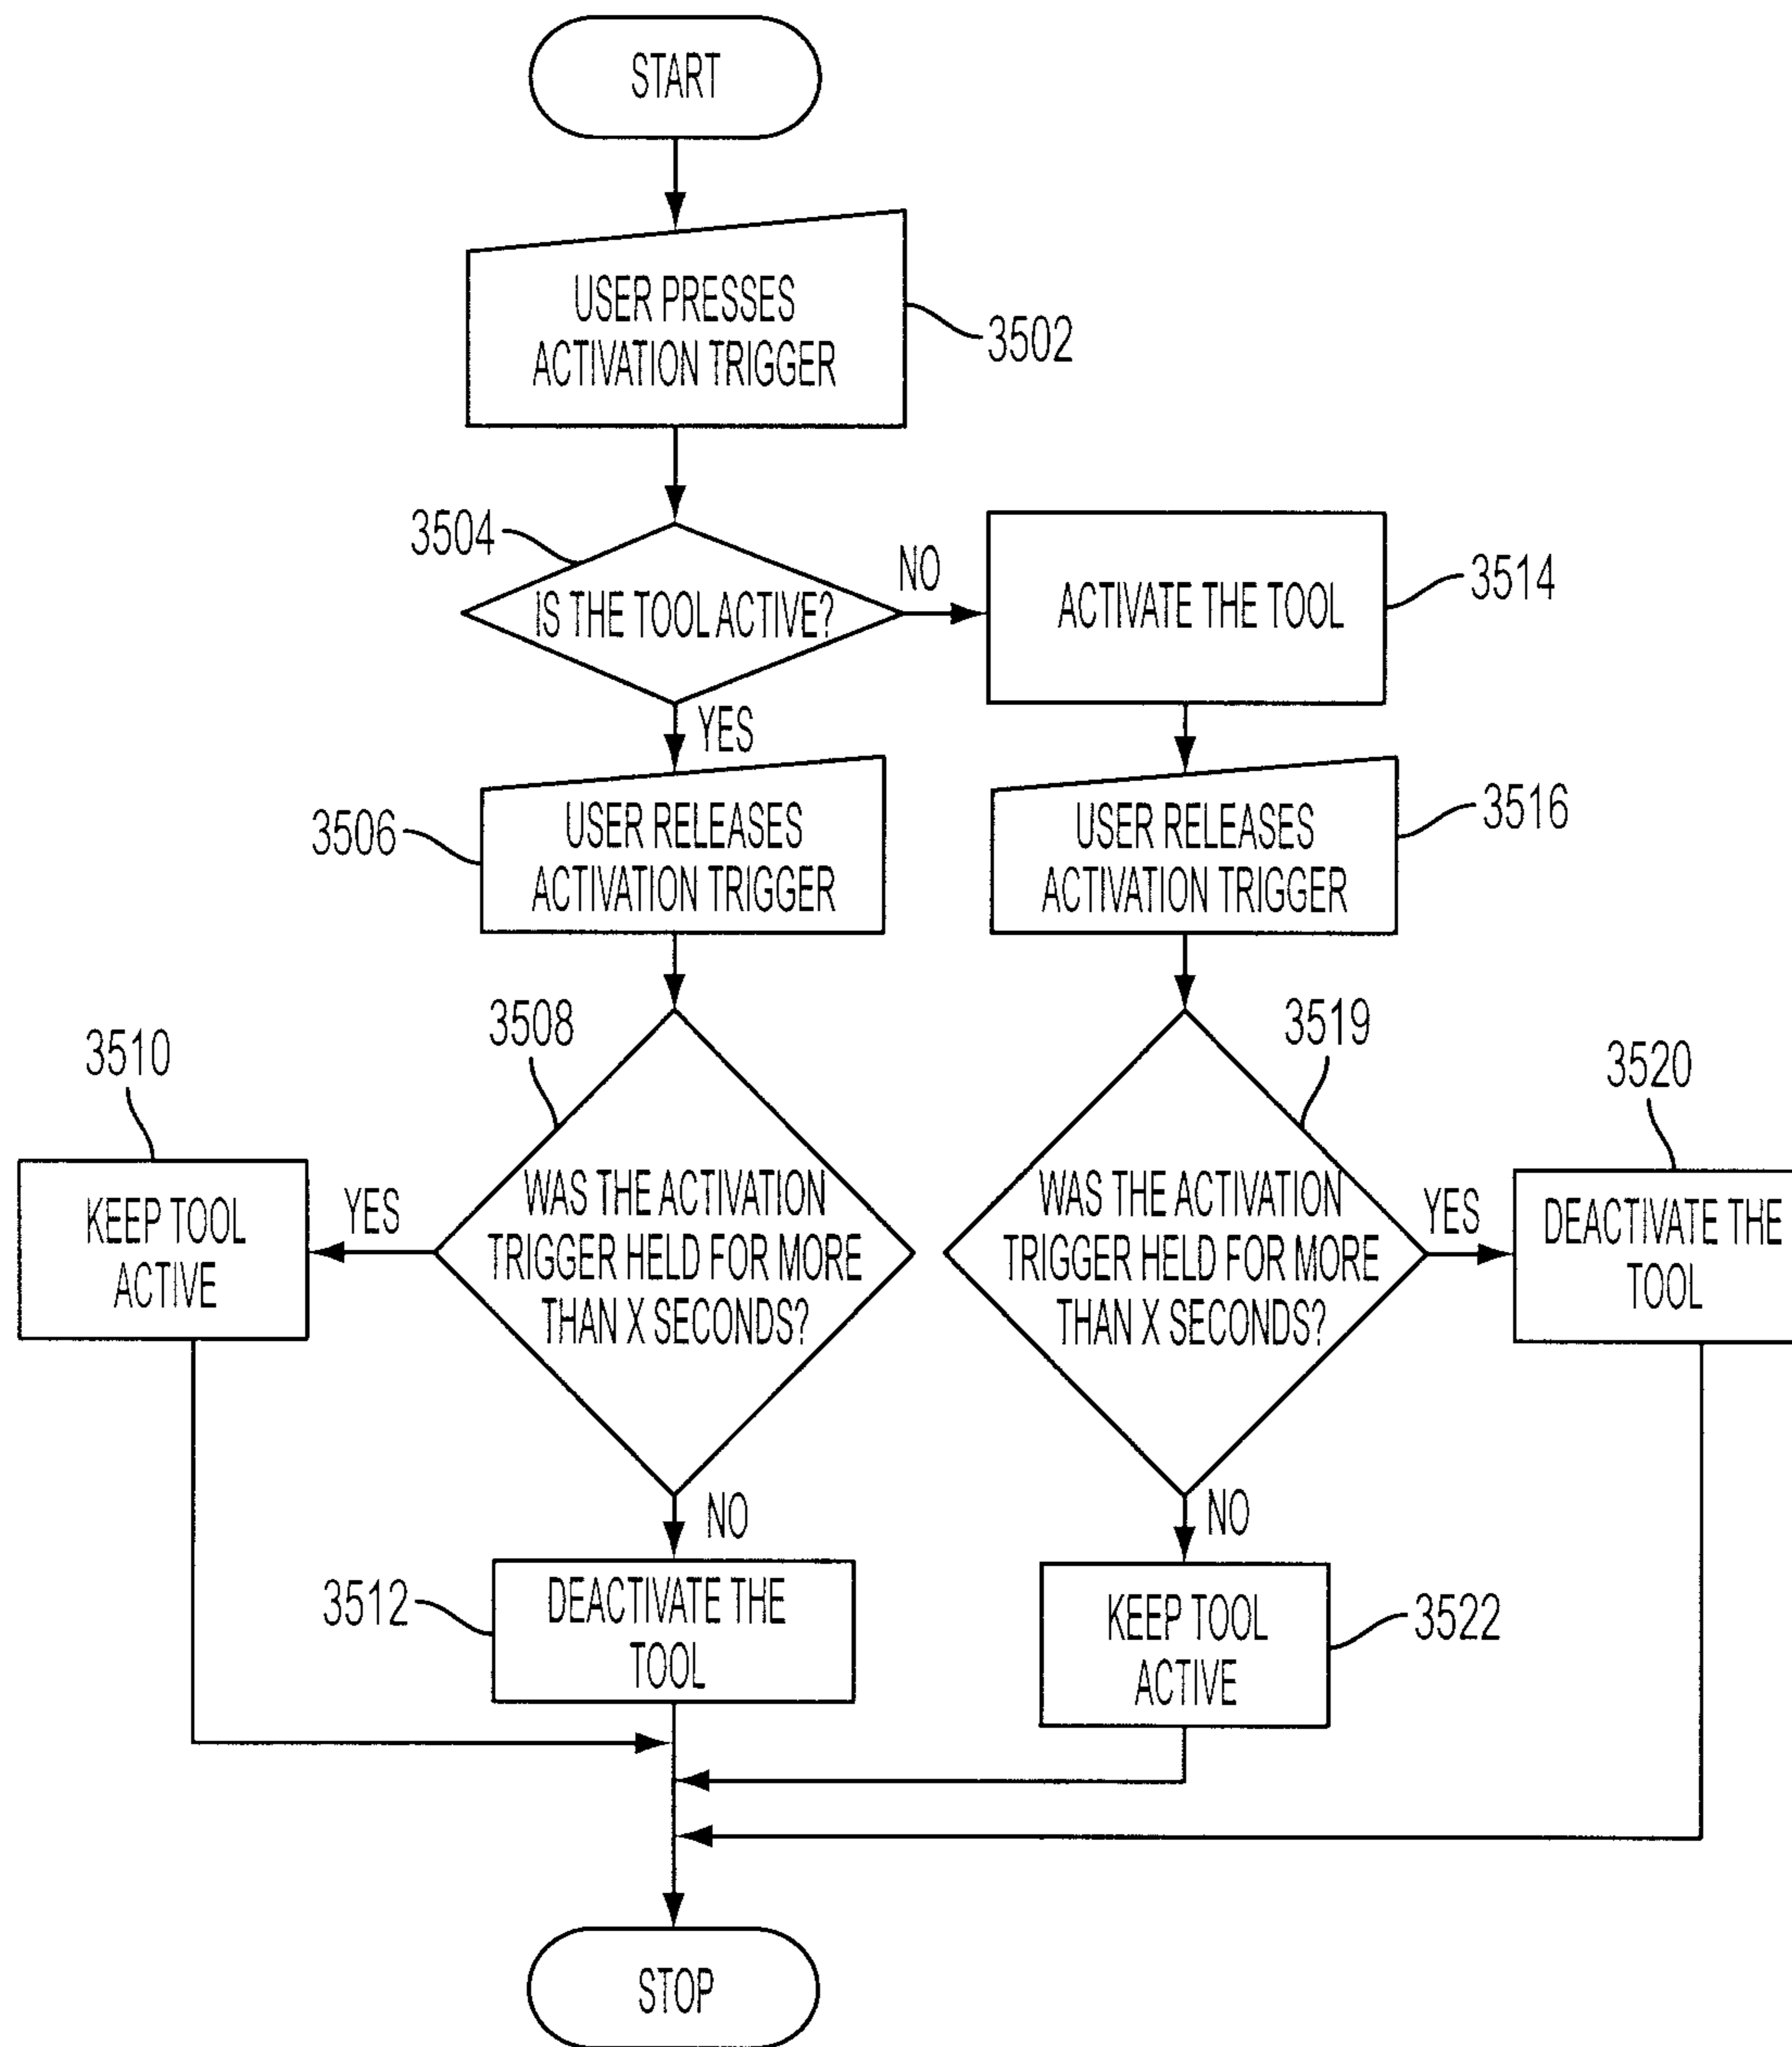 START
USER PRESSES
ACTIVATION TRIGGER
3502
3504
IS THE TOOL ACTIVE?
NO
ACTIVATE THE TOOL
3514
YES
3506
USER RELEASES
ACTIVATION TRIGGER
USER RELEASES
ACTIVATION TRIGGER
3516
3508
3519
3510
3520
KEEP TOOL
ACTIVE
YES
WAS THE ACTIVATION
TRIGGER HELD FOR MORE
THAN X SECONDS?
WAS THE ACTIVATION
TRIGGER HELD FOR MORE
THAN X SECONDS?
YES
DEACTIVATE THE
TOOL
NO
NO
3512
DEACTIVATE THE
TOOL
KEEP TOOL
ACTIVE
3522
STOP